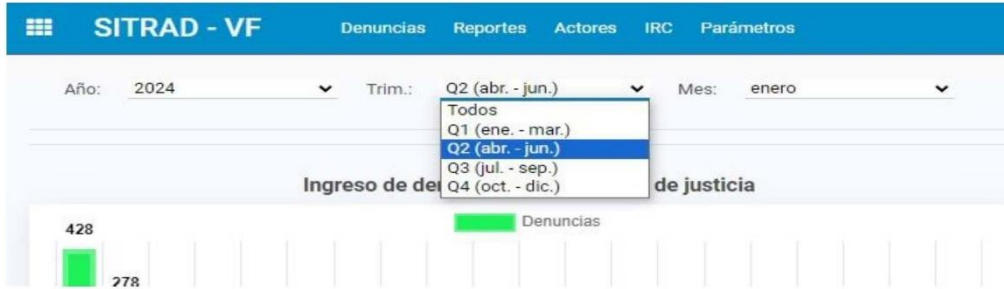 SITRAD - VF Denuncias Reportes Actores IRC Parámetros
Año: 2024 Trim.: Q2 (abr. - jun.) Mes: enero
Todos
Q1 (ene. - mar.)
Q2 (abr. - jun.)
Q3 (jul. - sep.)
Q4 (oct. - dic.)
Ingreso de de de justicia
Denuncias
428
278